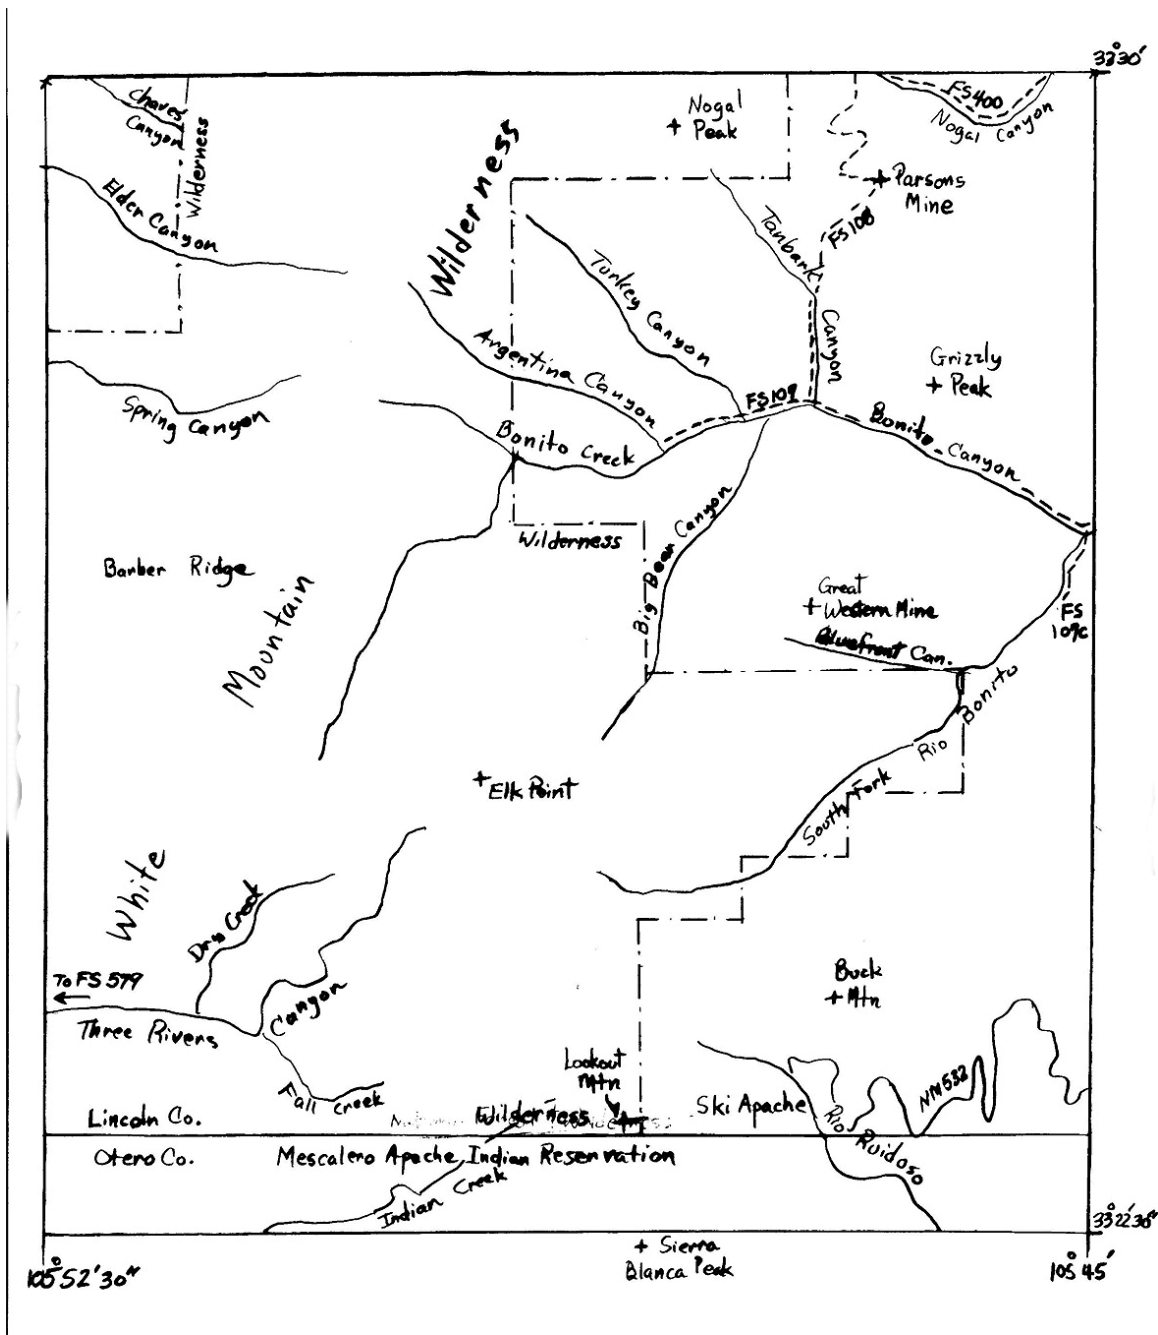 33°30'
FS400
Nogal Canyon
Chaves
Canyon
Wilderness
Nogal
Peak
Wilderness
Parsons
Mine
Elder Canyon
FS108
Tanbark
Canyon
Turkey Canyon
Argentina Canyon
Grizzly
Peak
FS109
Spring Canyon
Bonito Creek
Bonito Canyon
Wilderness
Big Bear Canyon
Barber Ridge
Great
Western Mine
FS
109C
Bluefront Can.
White Mountain
Rio Bonito
South Fork
Elk Point
Dry Creek
To FS 579
Three Rivers
Canyon
Buck
Mtn
Fall Creek
Lookout
Mtn
Ski Apache
NM532
Rio Ruidoso
Lincoln Co.
Wilderness
Otero Co.
Mescalero Apache Indian Reservation
Indian Creek
33°22'30"
Sierra
Blanca Peak
105°52'30"
105°45'